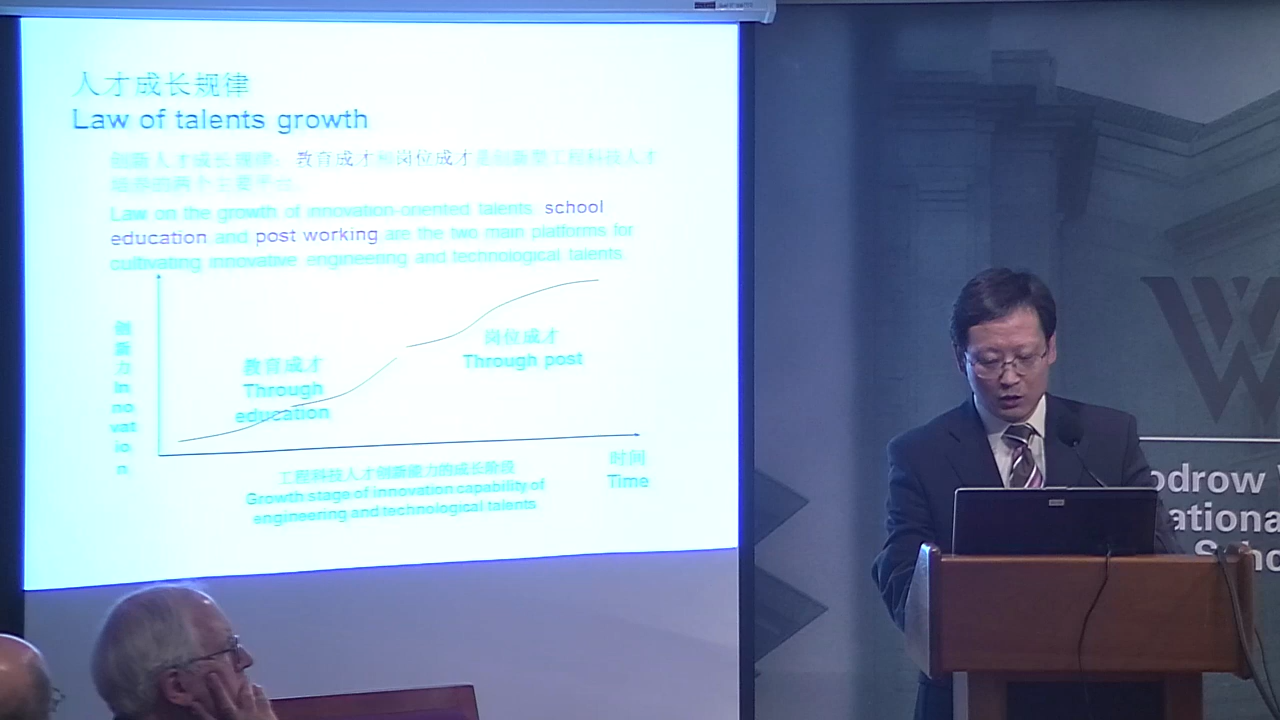 人才成长规律
Law of talents growth
创新人才成长规律：教育成才和岗位成才是创新型工程科技人才
培养的两个主要平台.
Law on the growth of innovation-oriented talents: school
education and post working are the two main platforms for
cultivating innovative engineering and technological talents.
创
新
力
In
no
vat
io
n
教育成才
Through
education
岗位成才
Through post
时间
Time
工程科技人才创新能力的成长阶段
Growth stage of innovation capability of
engineering and technological talents
W
odrow
ationa
Scho